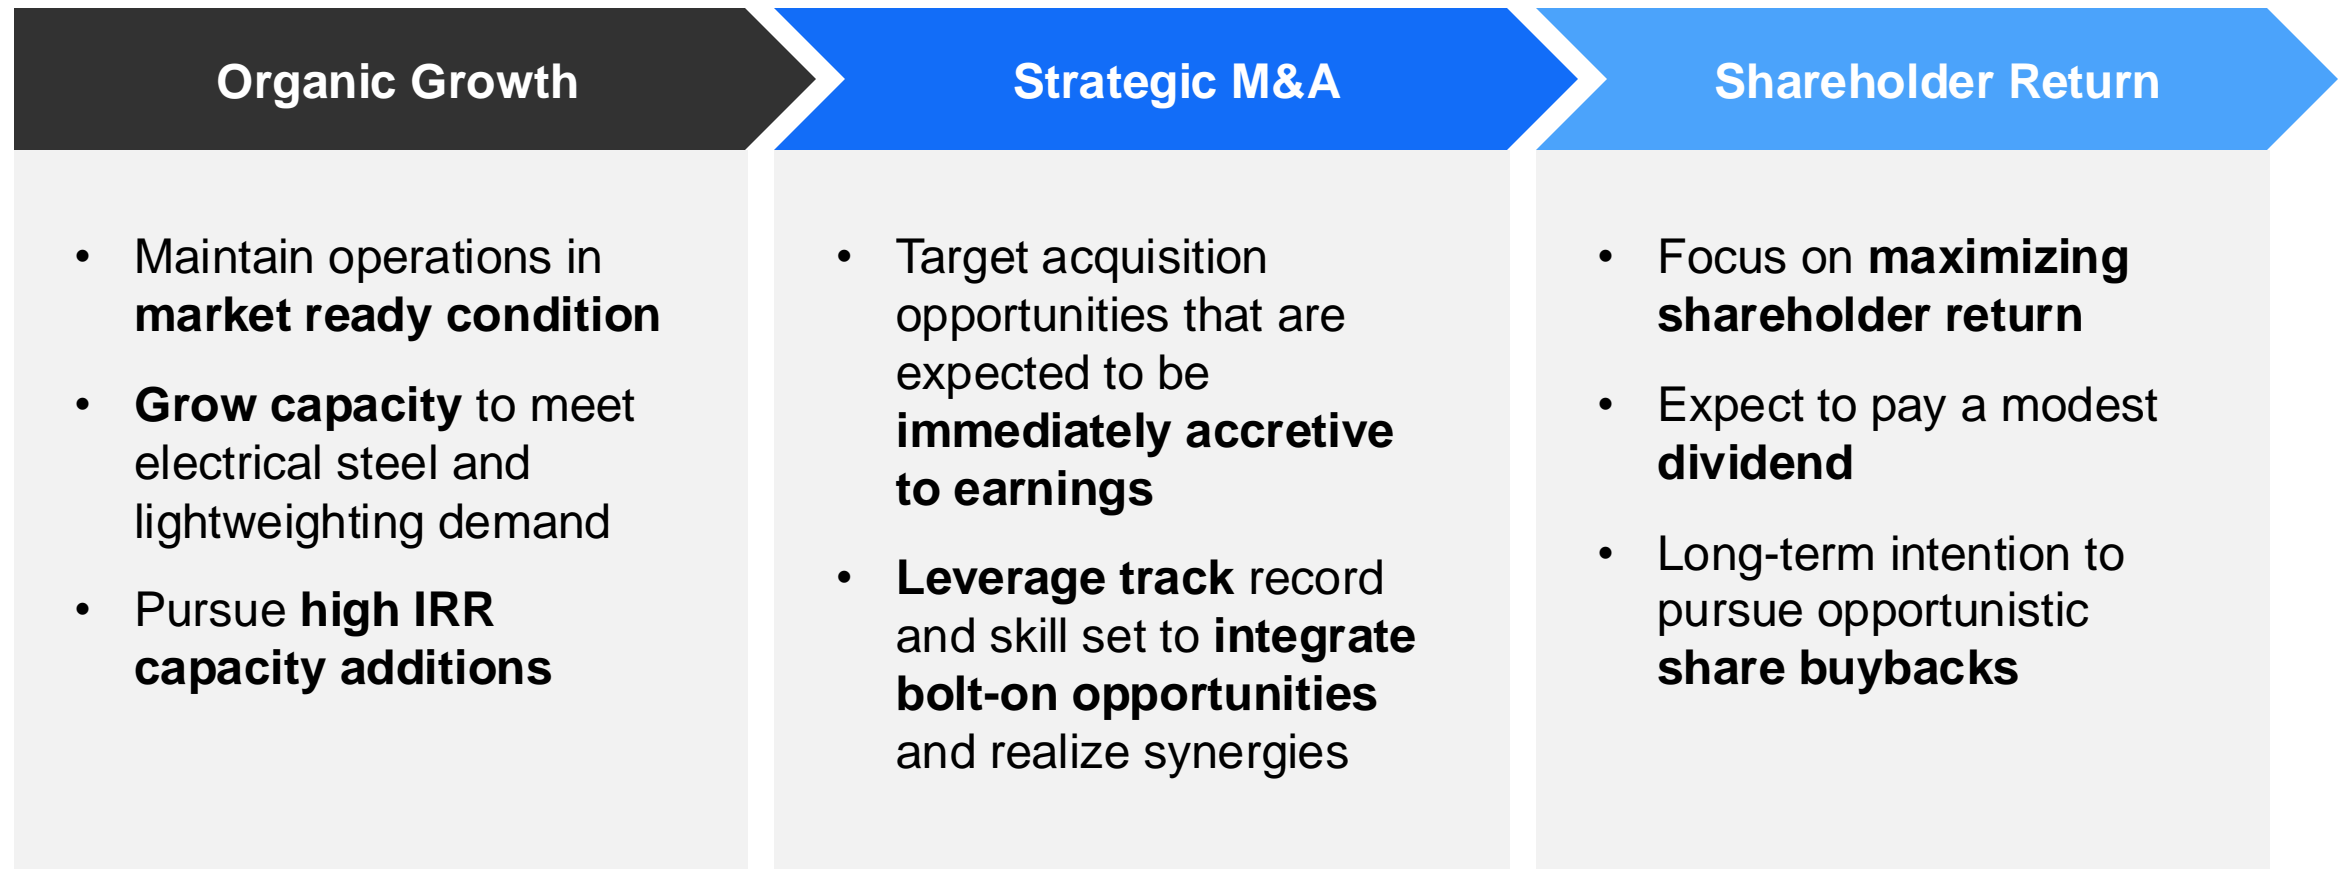 Organic Growth
• Maintain operations in
market ready condition
• Grow capacity to meet
electrical steel and
lightweighting demand
• Pursue high IRR
capacity additions
Strategic M&A
• Target acquisition
opportunities that are
expected to be
immediately accretive
to earnings
• Leverage track record
and skill set to integrate
bolt-on opportunities
and realize synergies
Shareholder Return
• Focus on maximizing
shareholder return
• Expect to pay a modest
dividend
• Long-term intention to
pursue opportunistic
share buybacks